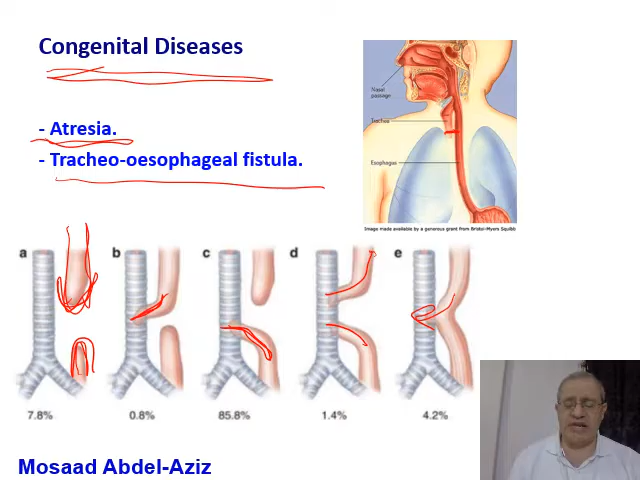 Congenital Diseases
- Atresia.
- Tracheo-oesophageal fistula.
Nasal
passage
Trachea
Esophagus
Image made available by a generous grant from Bristol-Myers Squibb
a b c d e
7.8% 0.8% 85.8% 1.4% 4.2%
Mosaad Abdel-Aziz